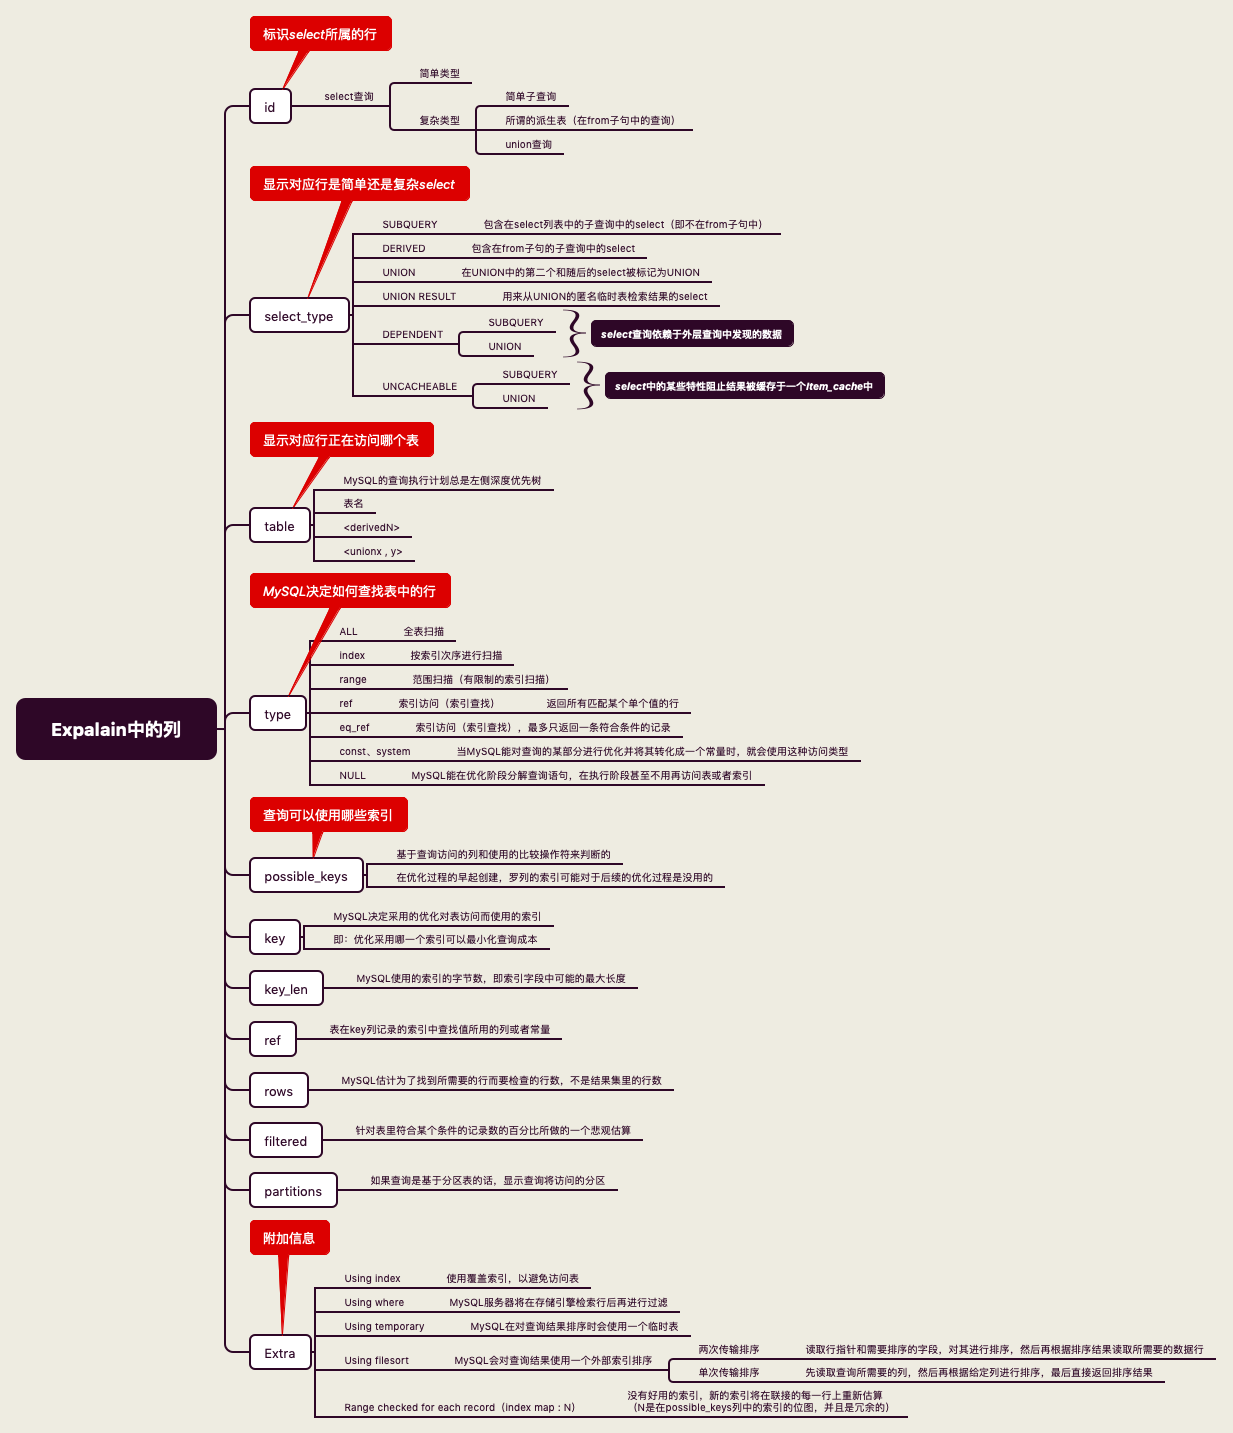 标识select所属的行
id
select查询
简单类型
复杂类型
简单子查询
所谓的派生表（在from子句中的查询）
union查询
显示对应行是简单还是复杂select
select_type
SUBQUERY 包含在select列表中的子查询中的select（即不在from子句中）
DERIVED 包含在from子句的子查询中的select
UNION 在UNION中的第二个和随后的select被标记为UNION
UNION RESULT 用来从UNION的匿名临时表检索结果的select
DEPENDENT
SUBQUERY
UNION
select查询依赖于外层查询中发现的数据
UNCACHEABLE
SUBQUERY
UNION
select中的某些特性阻止结果被缓存于一个Item_cache中
显示对应行正在访问哪个表
table
MySQL的查询执行计划总是左侧深度优先树
表名
<derivedN>
<unionx , y>
MySQL决定如何查找表中的行
type
ALL 全表扫描
index 按索引次序进行扫描
range 范围扫描（有限制的索引扫描）
ref 索引访问（索引查找） 返回所有匹配某个单个值的行
eq_ref 索引访问（索引查找），最多只返回一条符合条件的记录
const、system 当MySQL能对查询的某部分进行优化并将其转化成一个常量时，就会使用这种访问类型
NULL MySQL能在优化阶段分解查询语句，在执行阶段甚至不用再访问表或者索引
Expalain中的列
查询可以使用哪些索引
possible_keys
基于查询访问的列和使用的比较操作符来判断的
在优化过程的早起创建，罗列的索引可能对于后续的优化过程是没用的
key
MySQL决定采用的优化对表访问而使用的索引
即：优化采用哪一个索引可以最小化查询成本
key_len MySQL使用的索引的字节数，即索引字段中可能的最大长度
ref 表在key列记录的索引中查找值所用的列或者常量
rows MySQL估计为了找到所需要的行而要检查的行数，不是结果集里的行数
filtered 针对表里符合某个条件的记录数的百分比所做的一个悲观估算
partitions 如果查询是基于分区表的话，显示查询将访问的分区
附加信息
Extra
Using index 使用覆盖索引，以避免访问表
Using where MySQL服务器将在存储引擎检索行后再进行过滤
Using temporary MySQL在对查询结果排序时会使用一个临时表
Using filesort MySQL会对查询结果使用一个外部索引排序
两次传输排序 读取行指针和需要排序的字段，对其进行排序，然后再根据排序结果读取所需要的数据行
单次传输排序 先读取查询所需要的列，然后再根据给定列进行排序，最后直接返回排序结果
Range checked for each record（index map : N）
没有好用的索引，新的索引将在联接的每一行上重新估算
（N是在possible_keys列中的索引的位图，并且是冗余的）